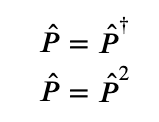 P̂ = P̂†
P̂ = P̂²